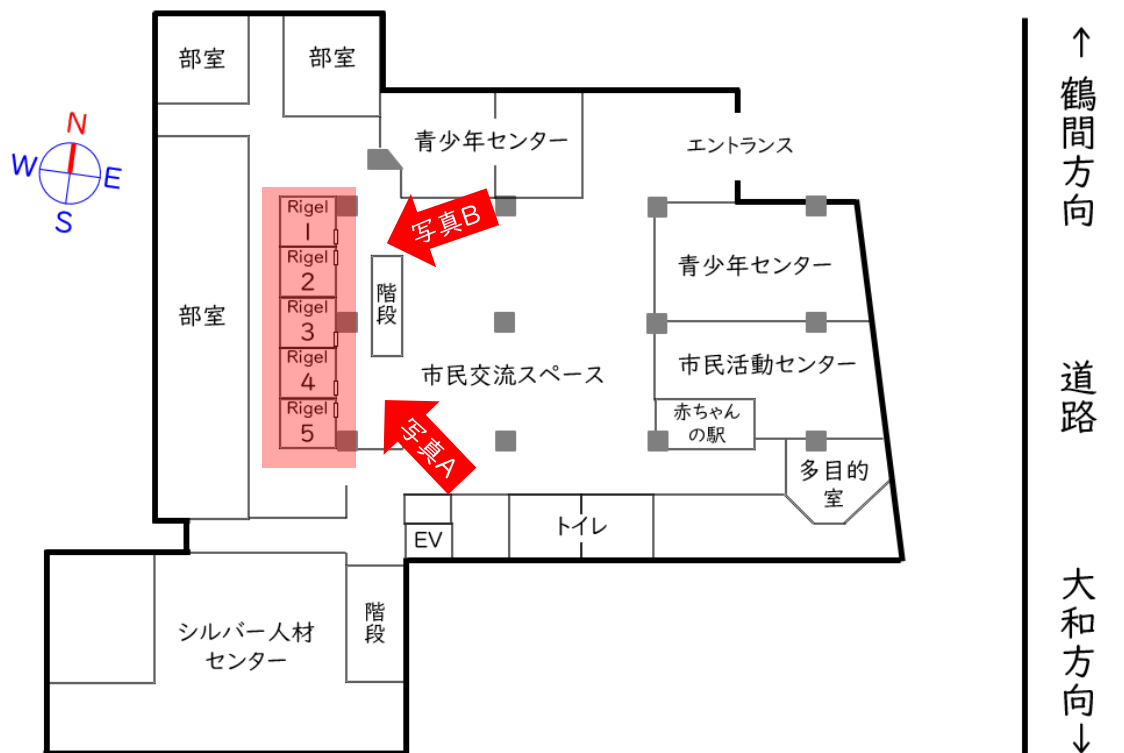 部室
部室
N
W
E
S
青少年センター
エントランス
↑鶴間方向
Rigel
1
Rigel
2
Rigel
3
Rigel
4
Rigel
5
写真B
階段
部室
青少年センター
市民交流スペース
市民活動センター
道路
写真A
赤ちゃん
の駅
多目的
室
EV
トイレ
シルバー人材
センター
階段
大和方向↓